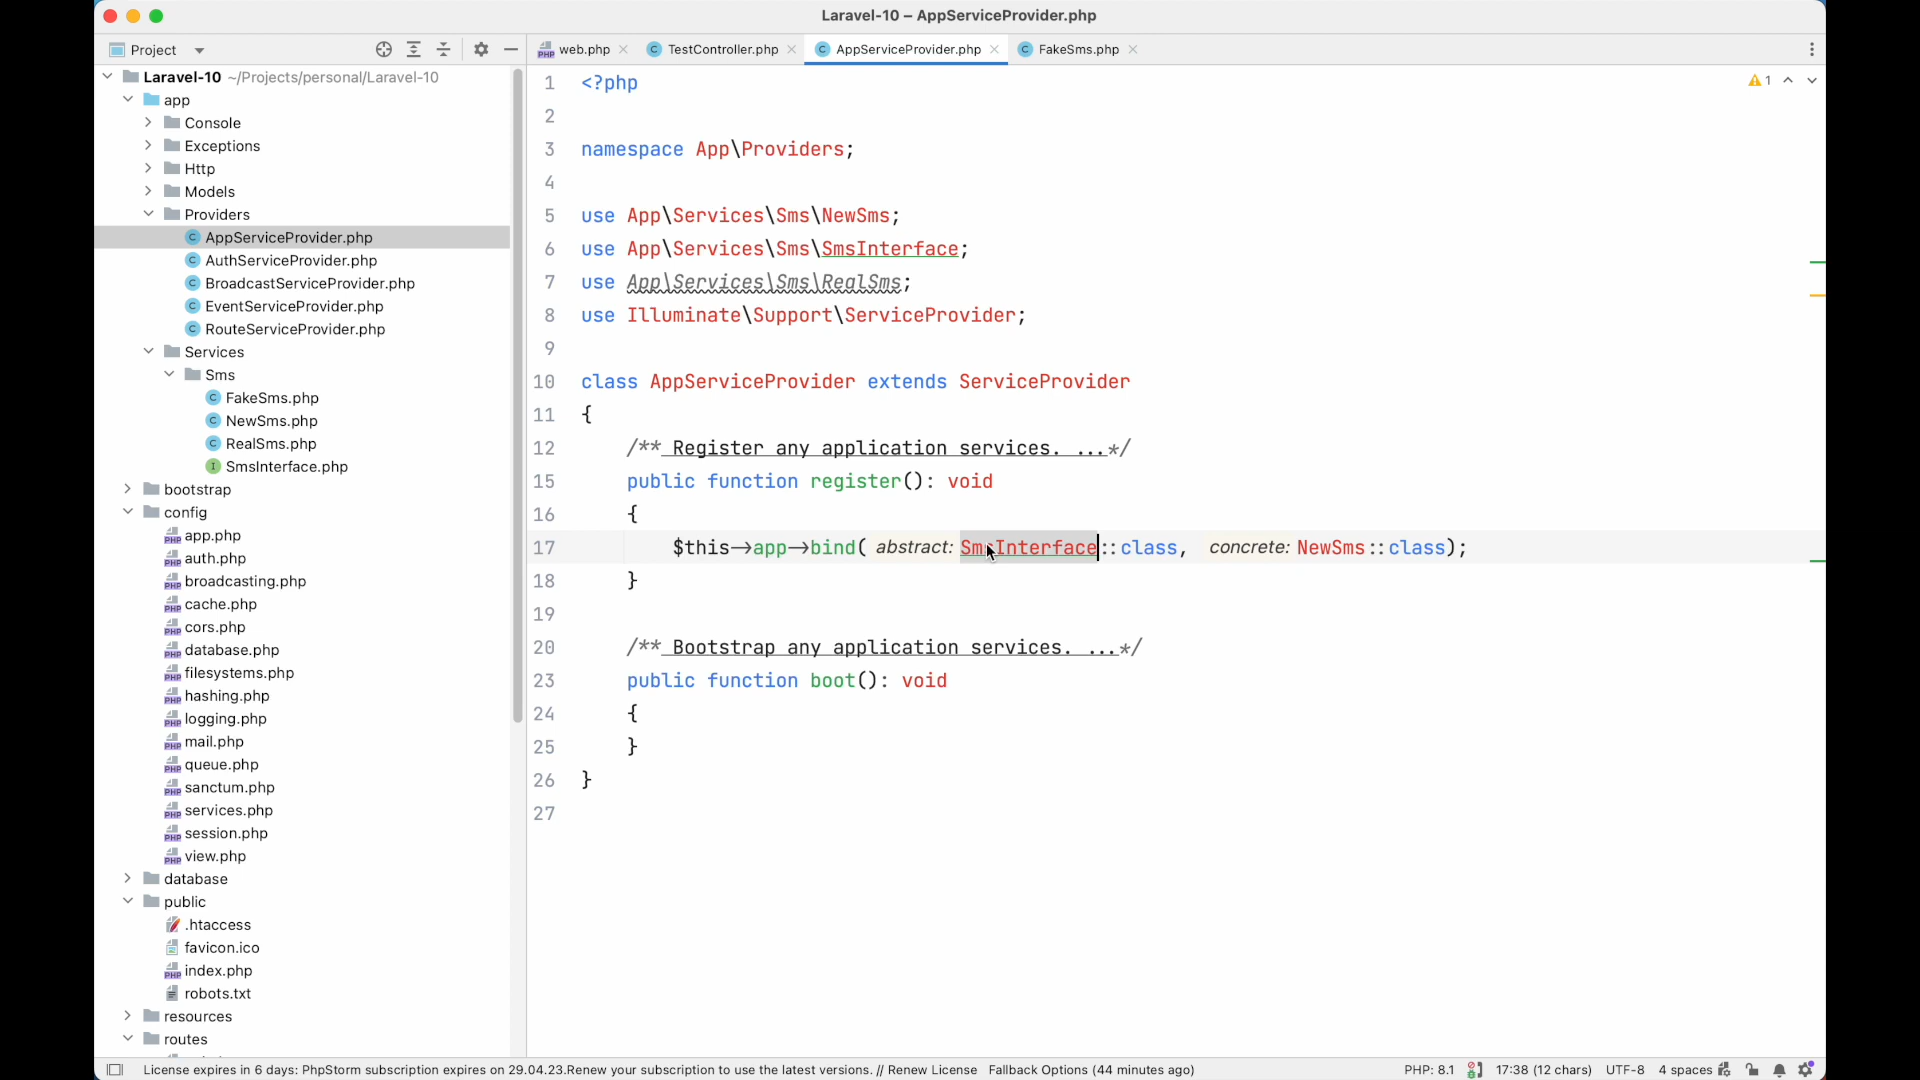 Laravel-10 – AppServiceProvider.php
Project
web.php
TestController.php
AppServiceProvider.php
FakeSms.php
Laravel-10 ~/Projects/personal/Laravel-10
app
Console
Exceptions
Http
Models
Providers
AppServiceProvider.php
AuthServiceProvider.php
BroadcastServiceProvider.php
EventServiceProvider.php
RouteServiceProvider.php
Services
Sms
FakeSms.php
NewSms.php
RealSms.php
SmsInterface.php
bootstrap
config
app.php
auth.php
broadcasting.php
cache.php
cors.php
database.php
filesystems.php
hashing.php
logging.php
mail.php
queue.php
sanctum.php
services.php
session.php
view.php
database
public
.htaccess
favicon.ico
index.php
robots.txt
resources
routes
1 <?php
2
3 namespace App\Providers;
4
5 use App\Services\Sms\NewSms;
6 use App\Services\Sms\SmsInterface;
7 use App\Services\Sms\RealSms;
8 use Illuminate\Support\ServiceProvider;
9
10 class AppServiceProvider extends ServiceProvider
11 {
12 /** Register any application services. ...*/
15 public function register(): void
16 {
17 $this->app->bind( abstract: SmsInterface::class, concrete: NewSms::class);
18 }
19
20 /** Bootstrap any application services. ...*/
23 public function boot(): void
24 {
25 }
26 }
27
1
License expires in 6 days: PhpStorm subscription expires on 29.04.23.Renew your subscription to use the latest versions. // Renew License Fallback Options (44 minutes ago)
PHP: 8.1 17:38 (12 chars) UTF-8 4 spaces